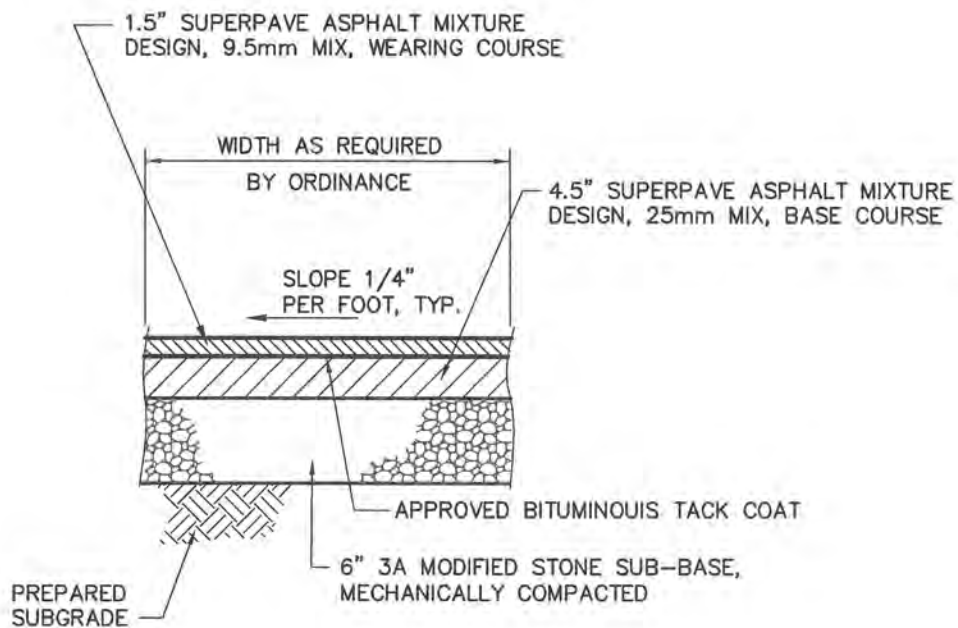 1.5" SUPERPAVE ASPHALT MIXTURE
DESIGN, 9.5mm MIX, WEARING COURSE
WIDTH AS REQUIRED
BY ORDINANCE
4.5" SUPERPAVE ASPHALT MIXTURE
DESIGN, 25mm MIX, BASE COURSE
SLOPE 1/4"
PER FOOT, TYP.
APPROVED BITUMINOUIS TACK COAT
6" 3A MODIFIED STONE SUB-BASE,
MECHANICALLY COMPACTED
PREPARED
SUBGRADE